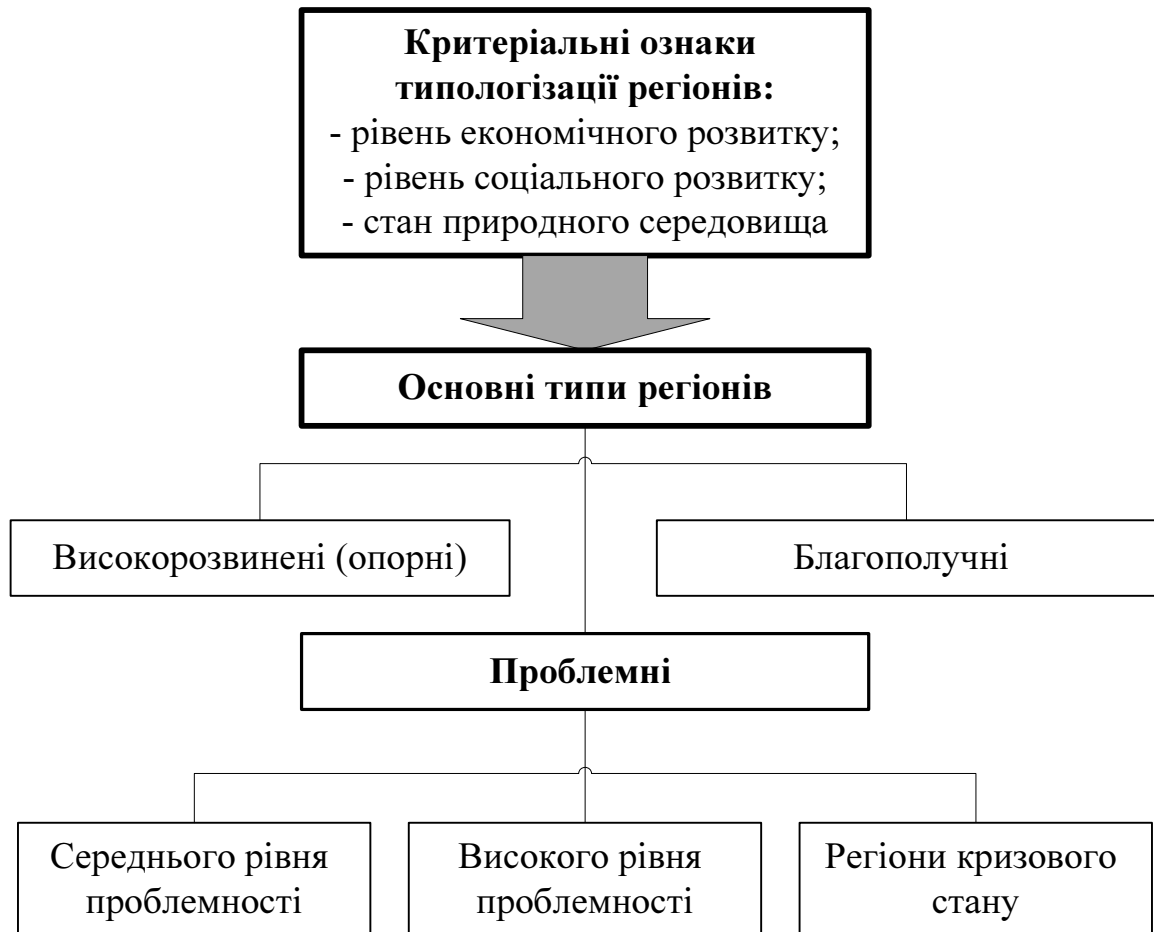 Критеріальні ознаки
типологізації регіонів:
- рівень економічного розвитку;
- рівень соціального розвитку;
- стан природного середовища
Основні типи регіонів
Високорозвинені (опорні)
Благополучні
Проблемні
Середнього рівня
проблемності
Високого рівня
проблемності
Регіони кризового
стану